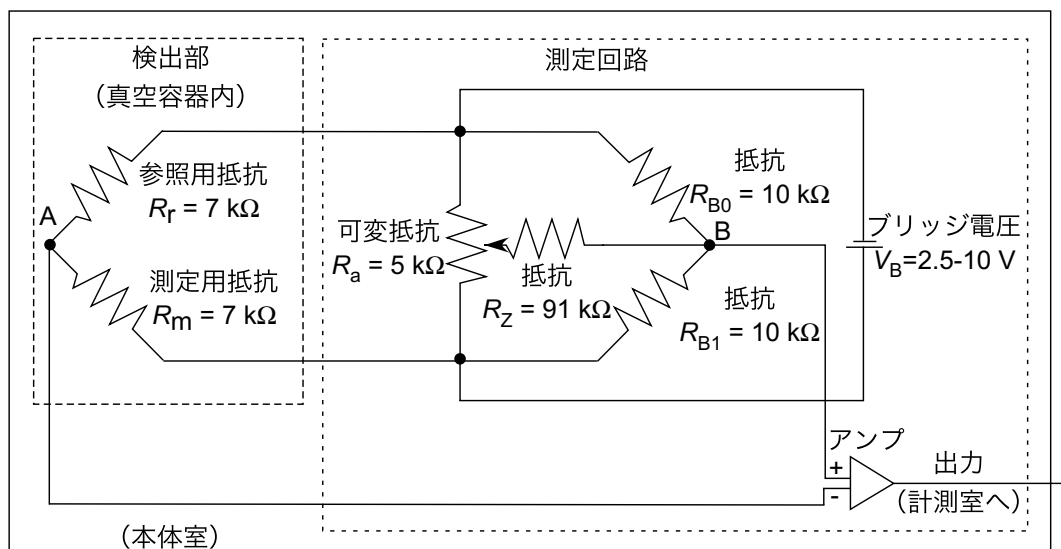 検出部
(真空容器内)
測定回路
A
参照用抵抗
Rr = 7 kΩ
測定用抵抗
Rm = 7 kΩ
可変抵抗
Ra = 5 kΩ
抵抗
RZ = 91 kΩ
抵抗
RB0 = 10 kΩ
B
抵抗
RB1 = 10 kΩ
ブリッジ電圧
VB=2.5-10 V
アンプ
+
-
出力
(計測室へ)
(本体室)